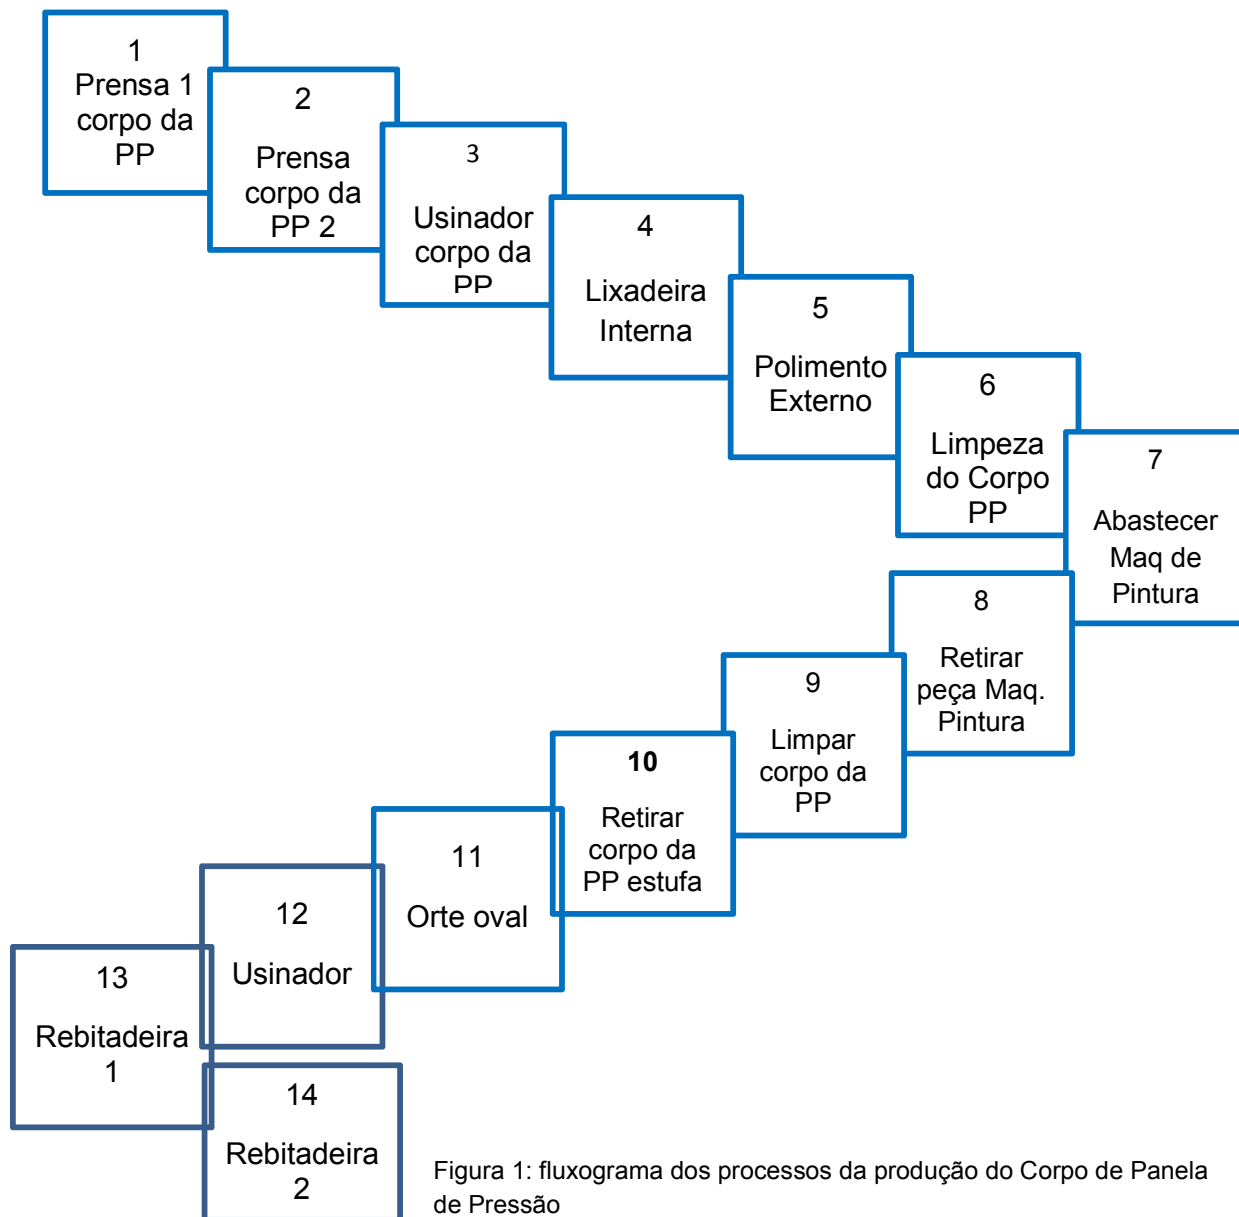 1
Prensa 1
corpo da
PP
2
Prensa
corpo da
PP 2
3
Usinador
corpo da
PP
4
Lixadeira
Interna
5
Polimento
Externo
6
Limpeza
do Corpo
PP
7
Abastecer
Maq de
Pintura
8
Retirar
peça Maq.
Pintura
9
Limpar
corpo da
PP
10
Retirar
corpo da
PP estufa
11
Orte oval
12
Usinador
13
Rebitadeira
1
14
Rebitadeira
2
Figura 1: fluxograma dos processos da produção do Corpo de Panela
de Pressão